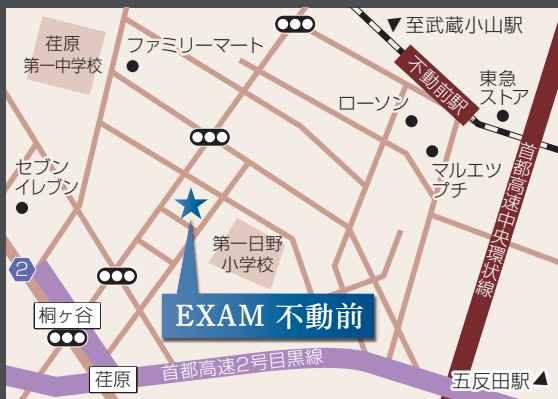 至武蔵小山駅
荏原
第一中学校
ファミリーマート
不動前駅
東急
ストア
ローソン
マルエツ
プチ
セブン
イレブン
首都高速中央環状線
第一日野
小学校
2
EXAM 不動前
桐ヶ谷
首都高速2号目黒線
荏原
五反田駅